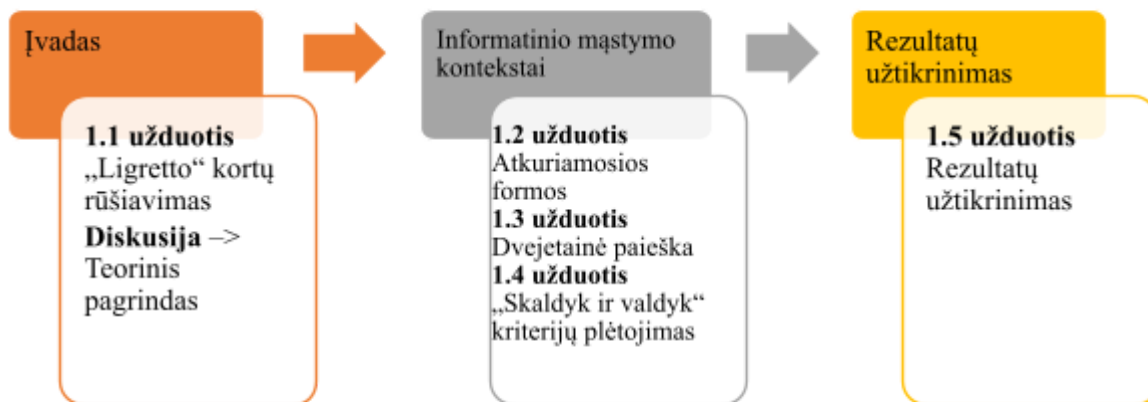 Įvadas
1.1 užduotis
„Ligretto“ kortų
rūšiavimas
Diskusija –>
Teorinis
pagrindas
Informatinio mąstymo
kontekstai
1.2 užduotis
Atkuriamosios
formos
1.3 užduotis
Dvejetainė paieška
1.4 užduotis
„Skaldyk ir valdyk“
kriterijų plėtojimas
Rezultatų
užtikrinimas
1.5 užduotis
Rezultatų
užtikrinimas